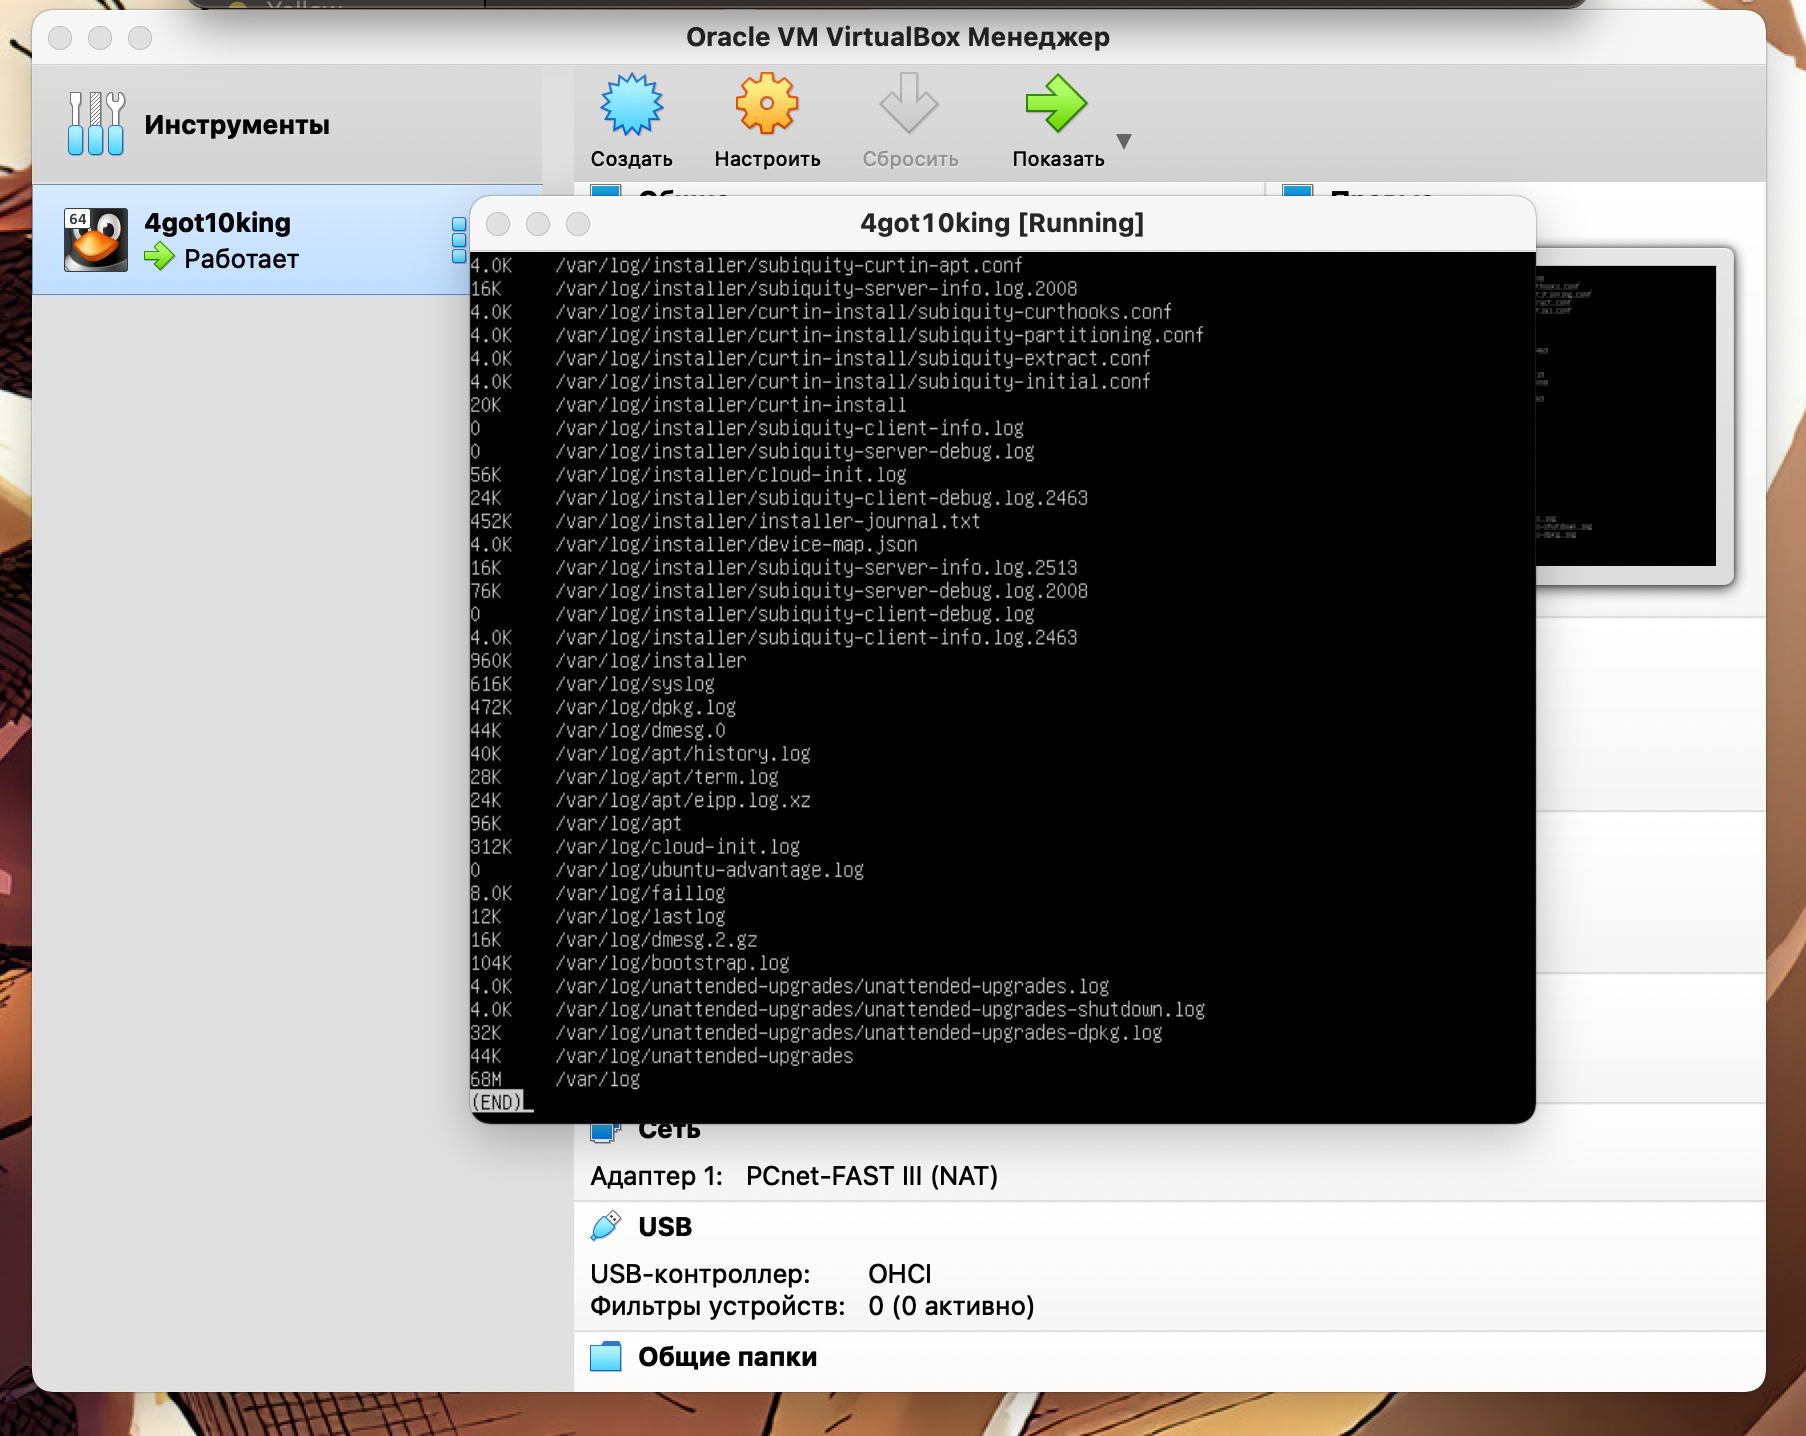 Oracle VM VirtualBox Менеджер
Инструменты
Создать
Настроить
Сбросить
Показать
64
4got10king
Работает
4got10king [Running]
4.0K /var/log/installer/subiquity-curtin-apt.conf
16K /var/log/installer/subiquity-server-info.log.2008
4.0K /var/log/installer/curtin-install/subiquity-curthooks.conf
4.0K /var/log/installer/curtin-install/subiquity-partitioning.conf
4.0K /var/log/installer/curtin-install/subiquity-extract.conf
4.0K /var/log/installer/curtin-install/subiquity-initial.conf
20K /var/log/installer/curtin-install
0 /var/log/installer/subiquity-client-info.log
0 /var/log/installer/subiquity-server-debug.log
56K /var/log/installer/cloud-init.log
24K /var/log/installer/subiquity-client-debug.log.2463
452K /var/log/installer/installer-journal.txt
4.0K /var/log/installer/device-map.json
16K /var/log/installer/subiquity-server-info.log.2513
76K /var/log/installer/subiquity-server-debug.log.2008
0 /var/log/installer/subiquity-client-debug.log
4.0K /var/log/installer/subiquity-client-info.log.2463
960K /var/log/installer
616K /var/log/syslog
472K /var/log/dpkg.log
44K /var/log/dmesg.0
40K /var/log/apt/history.log
28K /var/log/apt/term.log
24K /var/log/apt/eipp.log.xz
96K /var/log/apt
312K /var/log/cloud-init.log
0 /var/log/ubuntu-advantage.log
8.0K /var/log/faillog
12K /var/log/lastlog
16K /var/log/dmesg.2.gz
104K /var/log/bootstrap.log
4.0K /var/log/unattended-upgrades/unattended-upgrades.log
4.0K /var/log/unattended-upgrades/unattended-upgrades-shutdown.log
32K /var/log/unattended-upgrades/unattended-upgrades-dpkg.log
44K /var/log/unattended-upgrades
68M /var/log
(END)
Сеть
Адаптер 1: PCnet-FAST III (NAT)
USB
USB-контроллер: OHCI
Фильтры устройств: 0 (0 активно)
Общие папки